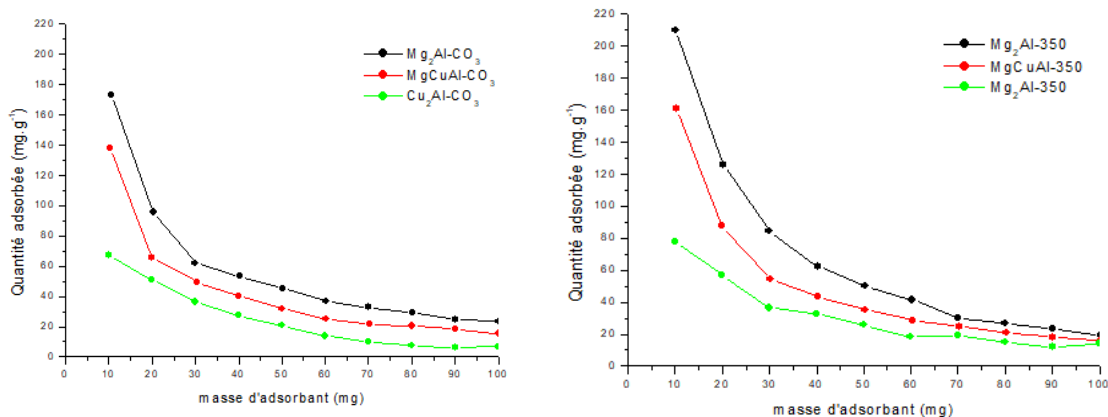 220
200
180
160
140
120
100
80
60
40
20
0
Quantité adsorbée (mg.g⁻¹)
Mg₂Al-CO₃
MgCuAl-CO₃
Cu₂Al-CO₃
0 10 20 30 40 50 60 70 80 90 100
masse d'adsorbant (mg)
220
200
180
160
140
120
100
80
60
40
20
0
Quantité adsorbée (mg.g⁻¹)
Mg₂Al-350
MgCuAl-350
Mg₂Al-350
0 10 20 30 40 50 60 70 80 90 100
masse d'adsorbant (mg)